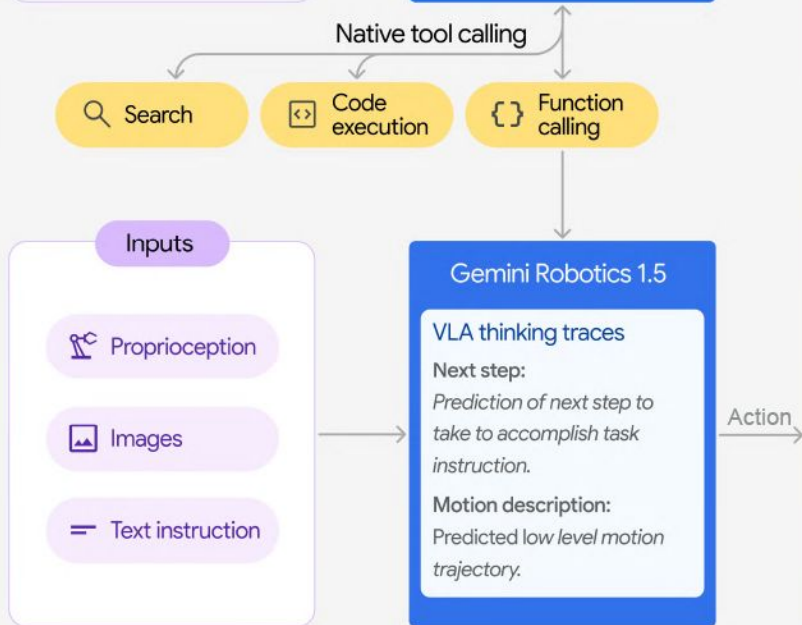 Native tool calling
Search
Code
execution
Function
calling
Inputs
Proprioception
Images
Text instruction
Gemini Robotics 1.5
VLA thinking traces
Next step:
Prediction of next step to
take to accomplish task
instruction.
Motion description:
Predicted low level motion
trajectory.
Action